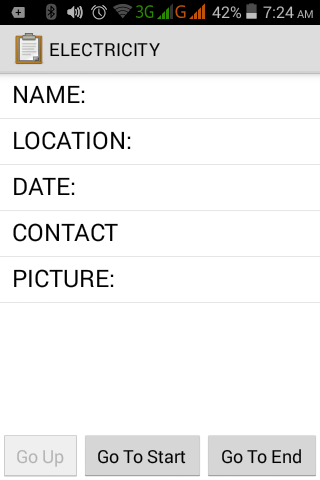 3G G 42% 7:24 AM
ELECTRICITY
NAME:
LOCATION:
DATE:
CONTACT
PICTURE:
Go Up Go To Start Go To End